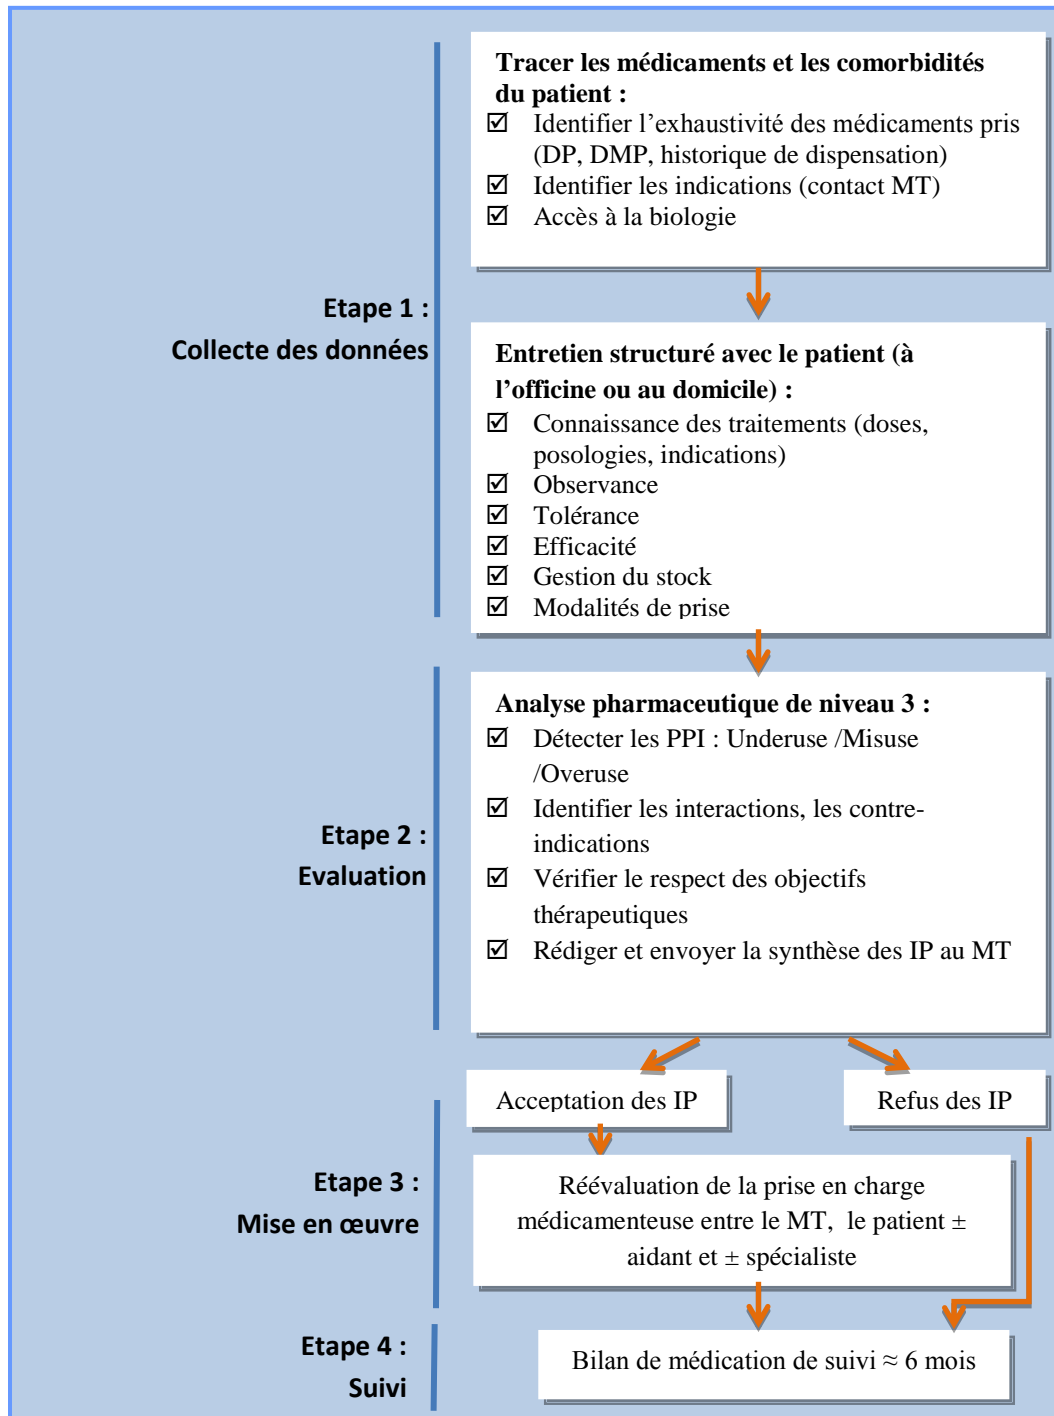 Tracer les médicaments et les comorbidités
du patient :
☑ Identifier l’exhaustivité des médicaments pris
(DP, DMP, historique de dispensation)
☑ Identifier les indications (contact MT)
☑ Accès à la biologie
Etape 1 :
Collecte des données
Entretien structuré avec le patient (à
l’officine ou au domicile) :
☑ Connaissance des traitements (doses,
posologies, indications)
☑ Observance
☑ Tolérance
☑ Efficacité
☑ Gestion du stock
☑ Modalités de prise
Etape 2 :
Evaluation
Analyse pharmaceutique de niveau 3 :
☑ Détecter les PPI : Underuse /Misuse
/Overuse
☑ Identifier les interactions, les contre-
indications
☑ Vérifier le respect des objectifs
thérapeutiques
☑ Rédiger et envoyer la synthèse des IP au MT
Acceptation des IP
Refus des IP
Etape 3 :
Mise en œuvre
Réévaluation de la prise en charge
médicamenteuse entre le MT, le patient ±
aidant et ± spécialiste
Etape 4 :
Suivi
Bilan de médication de suivi ≈ 6 mois